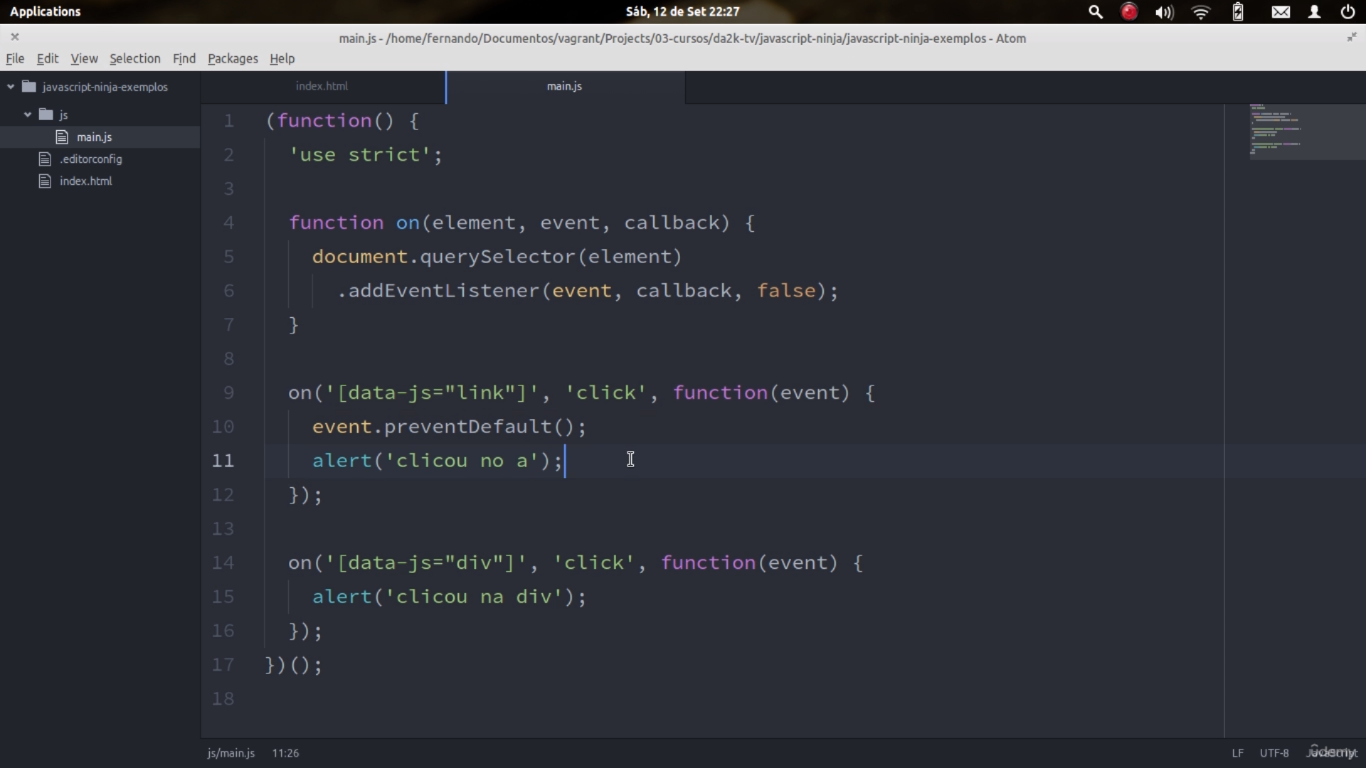 Applications
Sáb, 12 de Set 22:27
main.js - /home/fernando/Documentos/vagrant/Projects/03-cursos/da2k-tv/javascript-ninja/javascript-ninja-exemplos - Atom
File Edit View Selection Find Packages Help
javascript-ninja-exemplos
js
main.js
.editorconfig
index.html
index.html
main.js
1 (function() {
2 'use strict';
3
4 function on(element, event, callback) {
5 document.querySelector(element)
6 .addEventListener(event, callback, false);
7 }
8
9 on('[data-js="link"]', 'click', function(event) {
10 event.preventDefault();
11 alert('clicou no a');
12 });
13
14 on('[data-js="div"]', 'click', function(event) {
15 alert('clicou na div');
16 });
17 })();
18
js/main.js 11:26
LF UTF-8 JavaScript
ûdemy